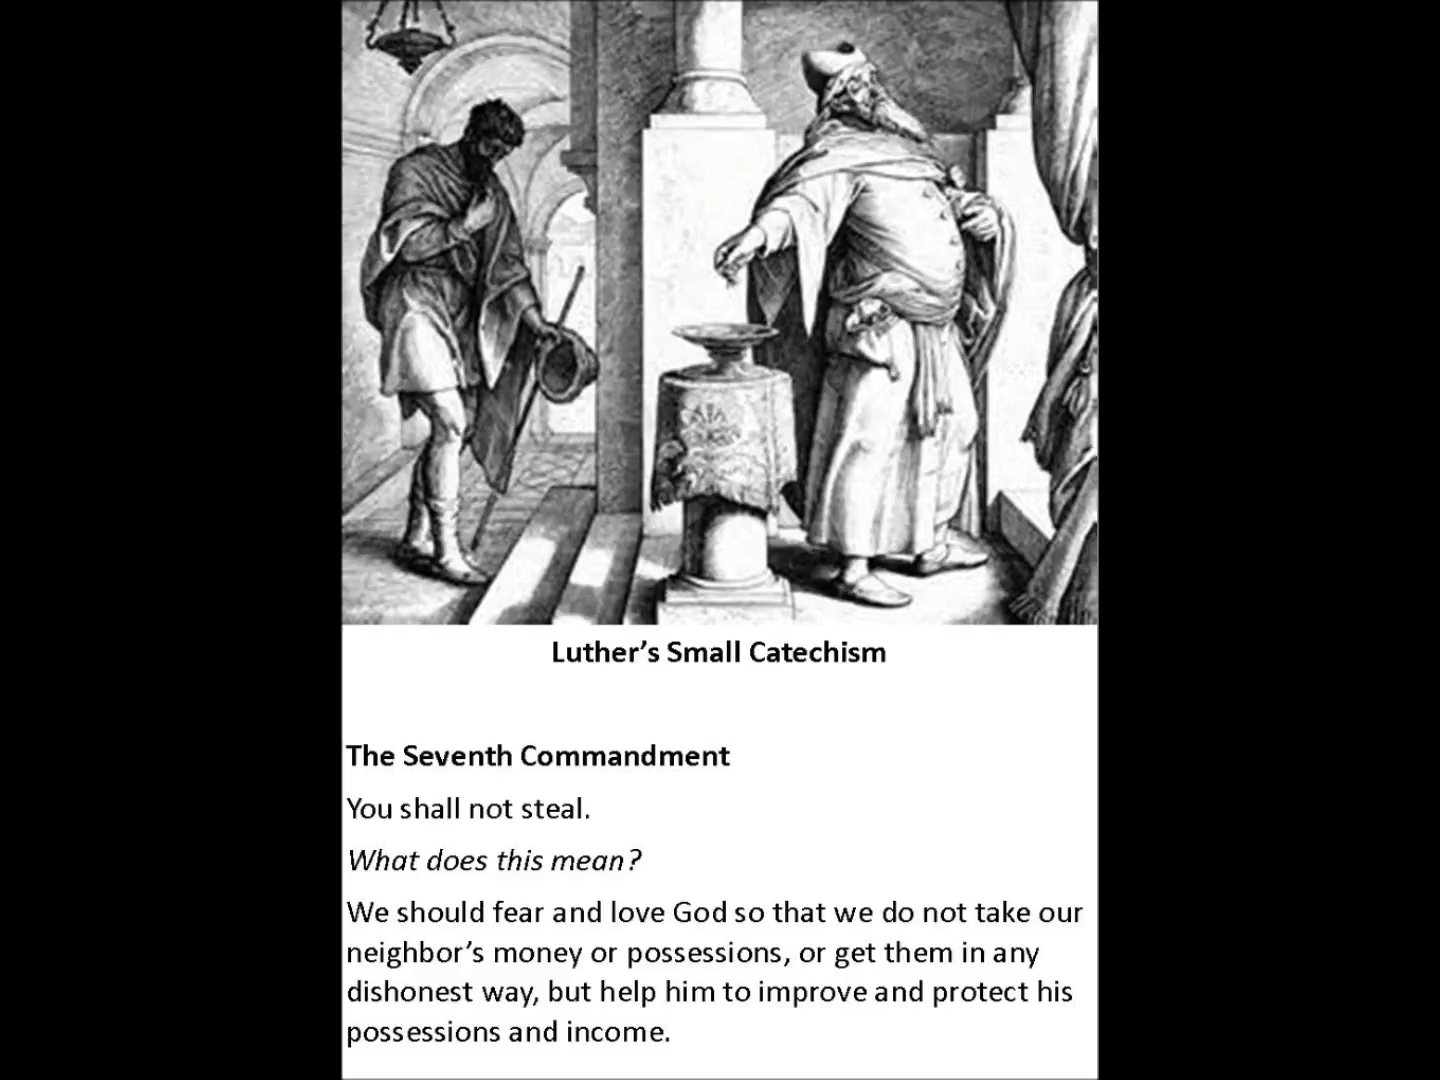 Luther’s Small Catechism
The Seventh Commandment
You shall not steal.
What does this mean?
We should fear and love God so that we do not take our
neighbor’s money or possessions, or get them in any
dishonest way, but help him to improve and protect his
possessions and income.